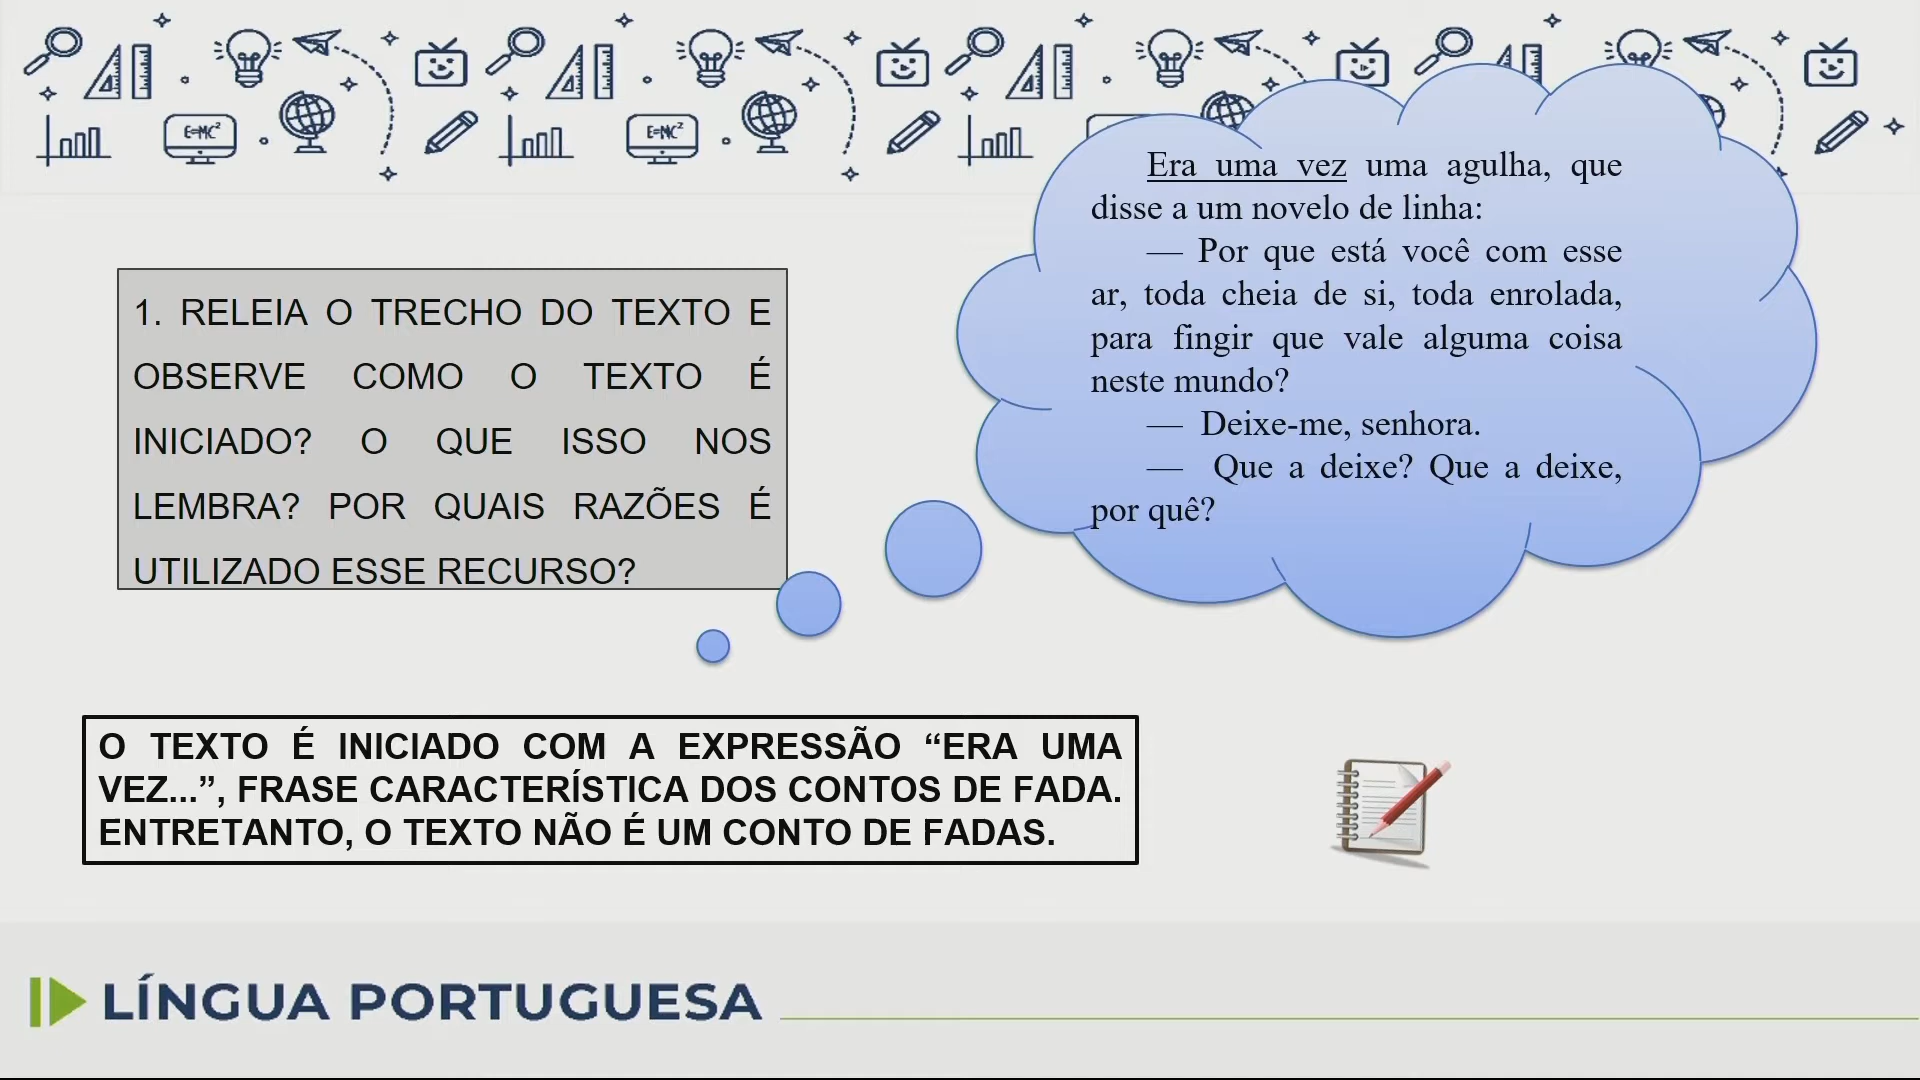 E=MC²
E=MC²
1. RELEIA O TRECHO DO TEXTO E
OBSERVE COMO O TEXTO É
INICIADO? O QUE ISSO NOS
LEMBRA? POR QUAIS RAZÕES É
UTILIZADO ESSE RECURSO?
Era uma vez uma agulha, que
disse a um novelo de linha:
— Por que está você com esse
ar, toda cheia de si, toda enrolada,
para fingir que vale alguma coisa
neste mundo?
— Deixe-me, senhora.
— Que a deixe? Que a deixe,
por quê?
O TEXTO É INICIADO COM A EXPRESSÃO “ERA UMA
VEZ...”, FRASE CARACTERÍSTICA DOS CONTOS DE FADA.
ENTRETANTO, O TEXTO NÃO É UM CONTO DE FADAS.
LÍNGUA PORTUGUESA